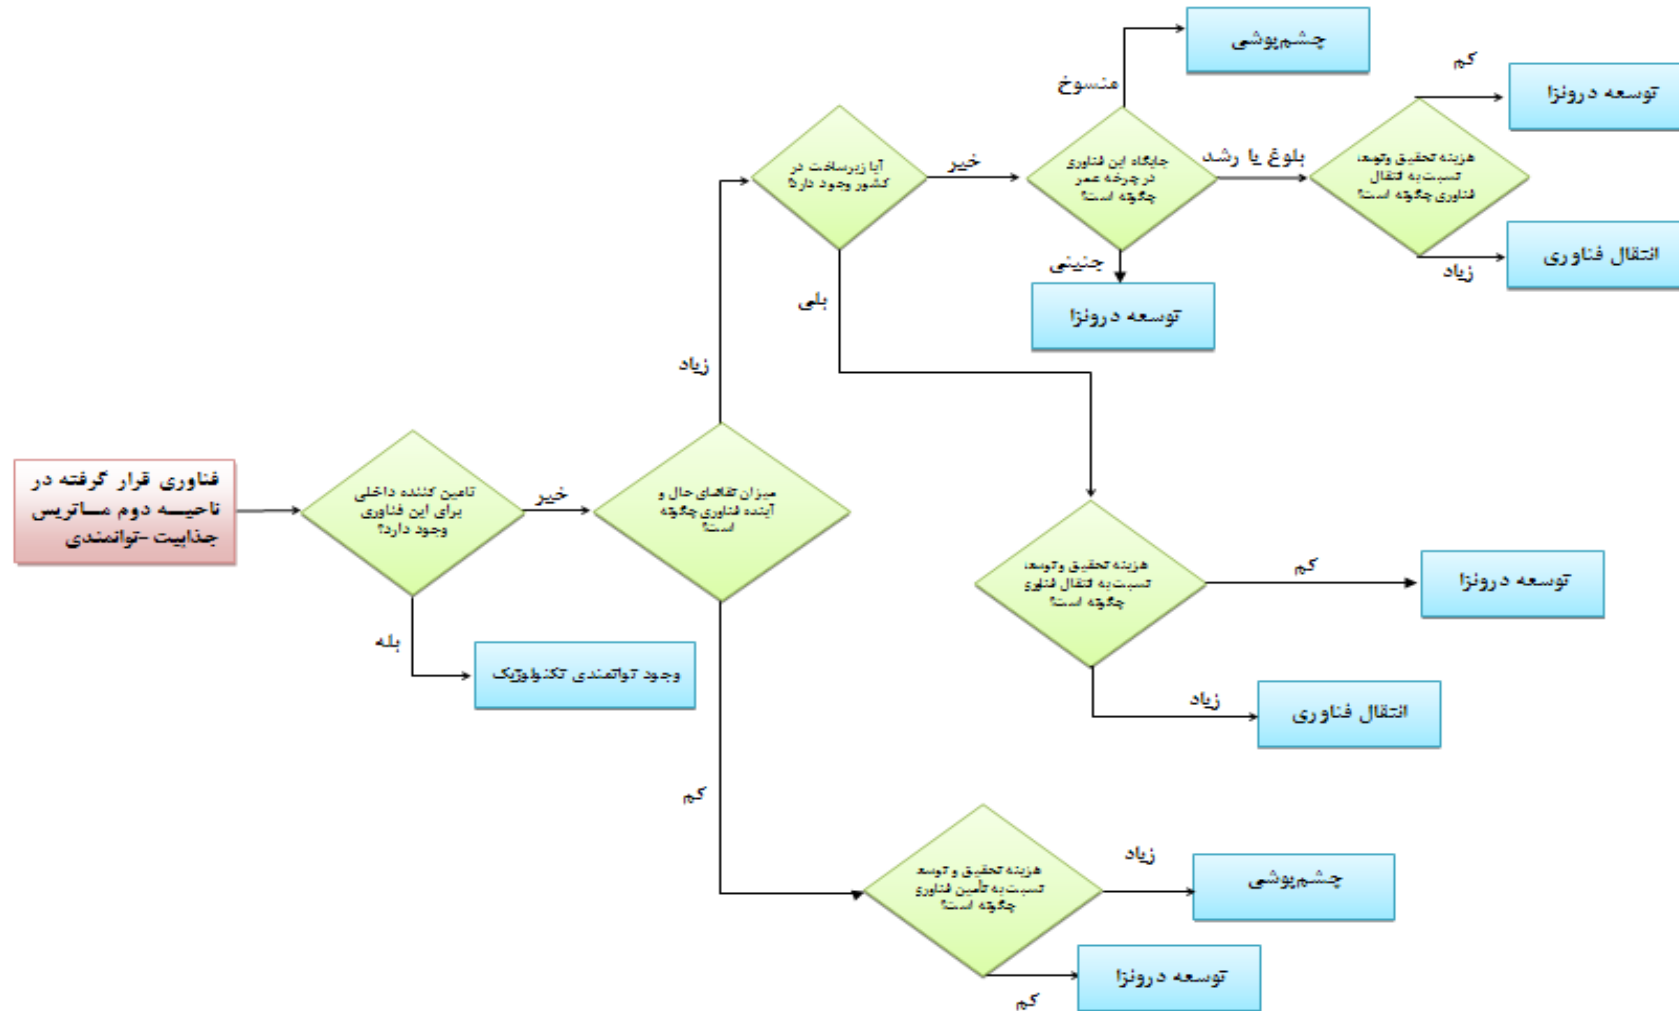 چشم‌پوشی
کم
توسعه درونزا
منسوخ
آیا زیرساخت در
کشور وجود دارد؟
خیر
جایگاه این فناوری
در چرخه عمر
چگونه است؟
بلوغ یا رشد
هزینه تحقیق وتوسعه
نسبت به انتقال
فناوری چگونه است؟
انتقال فناوری
زیاد
جنینی
توسعه درونزا
بلی
زیاد
فناوری قرار گرفته در
ناحیه دوم ماتریس
جذابیت -توانمندی
تامین کننده داخلی
برای این فناوری
وجود دارد؟
خیر
میزان تقاضای حال و
آینده فناوری چگونه
است؟
بله
وجود توانمندی تکنولوژیک
هزینه تحقیق و توسعه
نسبت به انتقال فناوری
چگونه است؟
کم
توسعه درونزا
زیاد
انتقال فناوری
کم
هزینه تحقیق و توسعه
نسبت به تأمین فناوری
چگونه است؟
زیاد
چشم‌پوشی
توسعه درونزا
کم